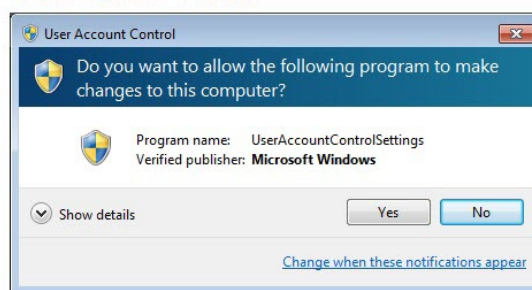 User Account Control
Do you want to allow the following program to make
changes to this computer?
Program name: UserAccountControlSettings
Verified publisher: Microsoft Windows
Show details
Yes No
Change when these notifications appear